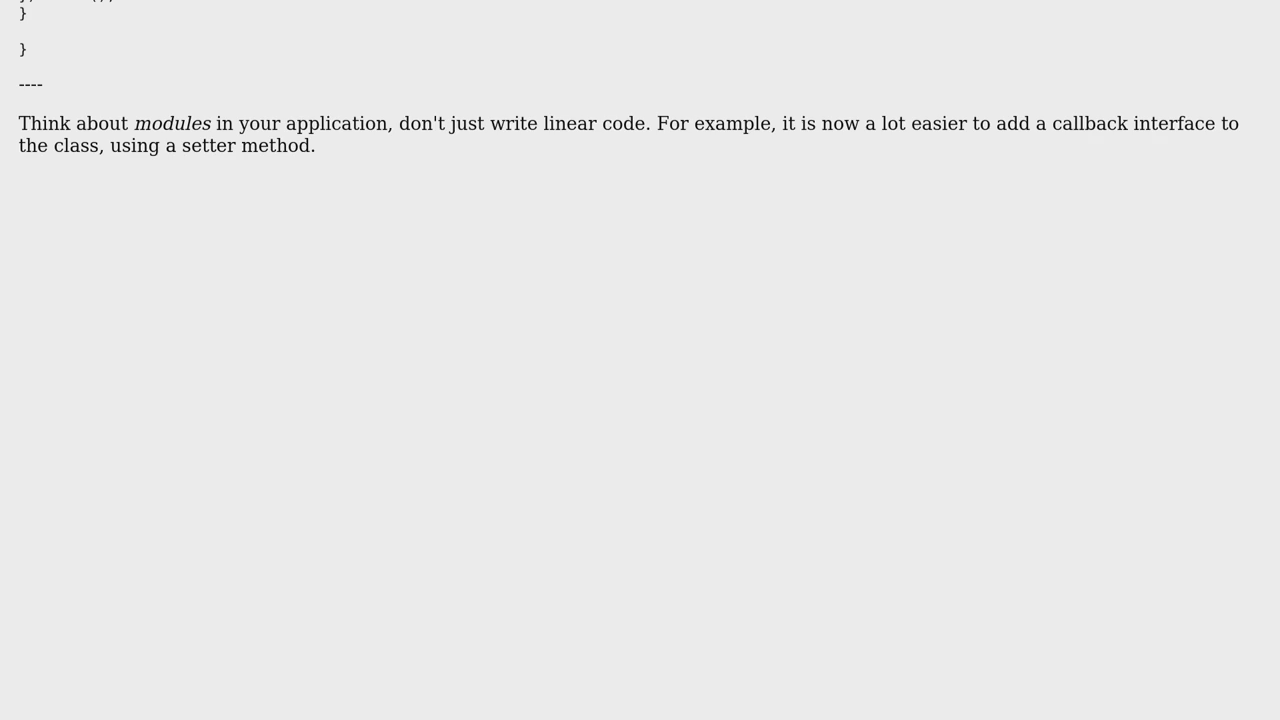 }
}
----
Think about modules in your application, don't just write linear code. For example, it is now a lot easier to add a callback interface to
the class, using a setter method.